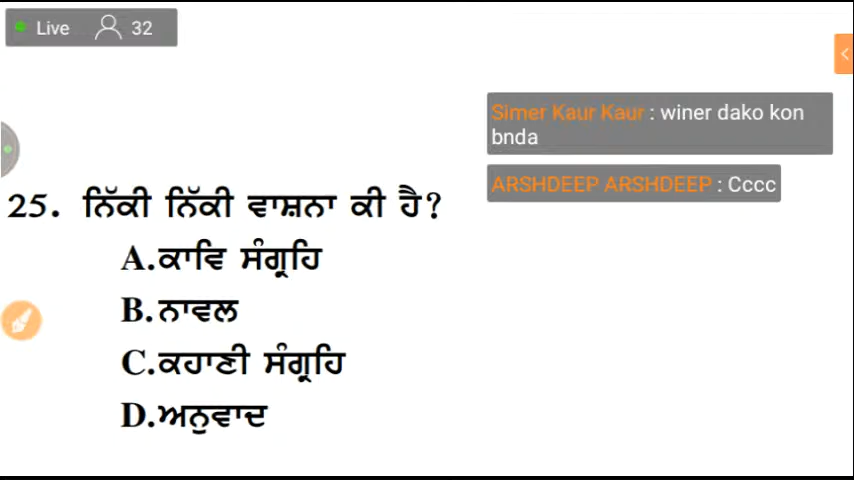 Live 32
Simer Kaur Kaur : winer dako kon
bnda
ARSHDEEP ARSHDEEP : Cccc
25. ਨਿੱਕੀ ਨਿੱਕੀ ਵਾਸ਼ਨਾ ਕੀ ਹੈ?
A.ਕਾਵਿ ਸੰਗ੍ਰਹਿ
B.ਨਾਵਲ
C.ਕਹਾਣੀ ਸੰਗ੍ਰਹਿ
D.ਅਨੁਵਾਦ